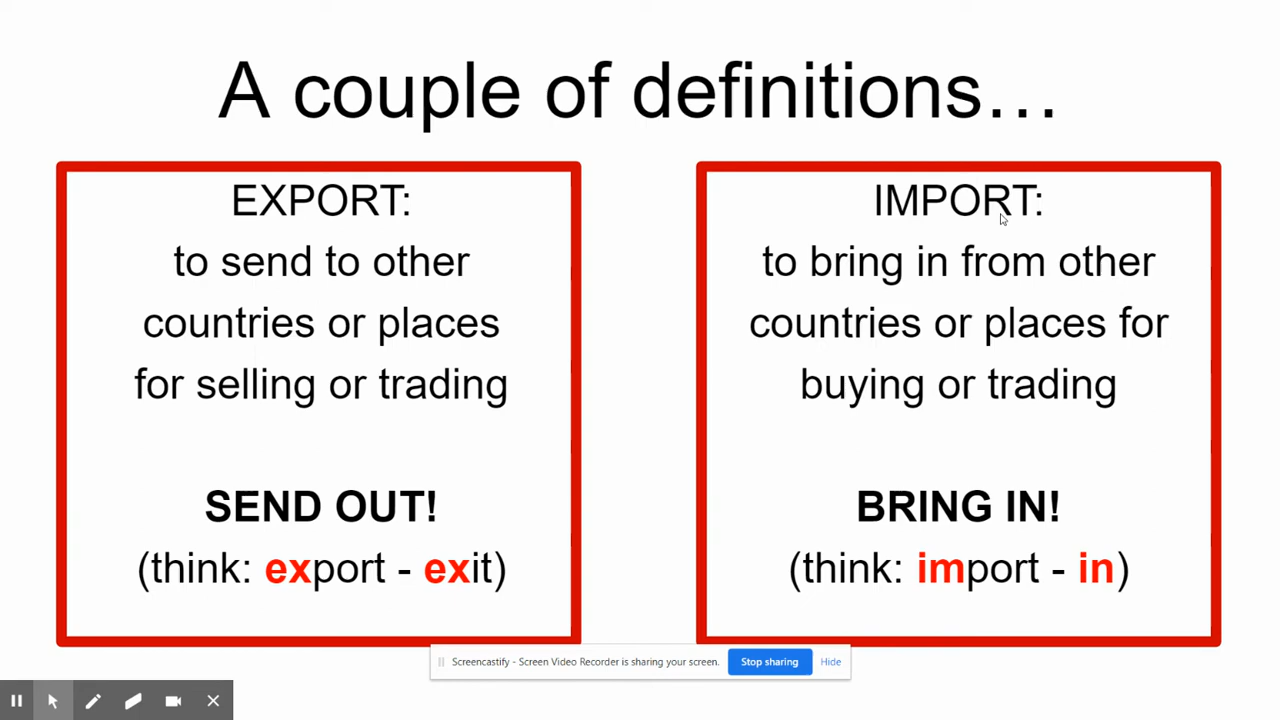 A couple of definitions…
EXPORT:
to send to other
countries or places
for selling or trading
SEND OUT!
(think: export - exit)
IMPORT:
to bring in from other
countries or places for
buying or trading
BRING IN!
(think: import - in)
Screencastify - Screen Video Recorder is sharing your screen. Stop sharing Hide